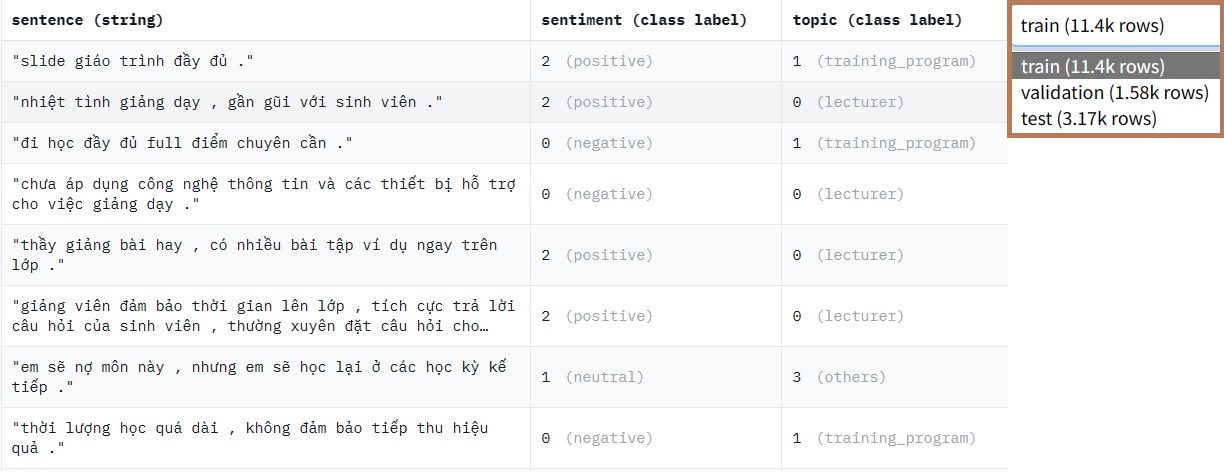 sentence (string) sentiment (class label) topic (class label)
"slide giáo trình đầy đủ ." 2 (positive) 1 (training_program)
"nhiệt tình giảng dạy , gần gũi với sinh viên ." 2 (positive) 0 (lecturer)
"đi học đầy đủ full điểm chuyên cần ." 0 (negative) 1 (training_program)
"chưa áp dụng công nghệ thông tin và các thiết bị hỗ trợ
cho việc giảng dạy ." 0 (negative) 0 (lecturer)
"thầy giảng bài hay , có nhiều bài tập ví dụ ngay trên
lớp ." 2 (positive) 0 (lecturer)
"giảng viên đảm bảo thời gian lên lớp , tích cực trả lời
câu hỏi của sinh viên , thường xuyên đặt câu hỏi cho… 2 (positive) 0 (lecturer)
"em sẽ nợ môn này , nhưng em sẽ học lại ở các học kỳ kế
tiếp ." 1 (neutral) 3 (others)
"thời lượng học quá dài , không đảm bảo tiếp thu hiệu
quả ." 0 (negative) 1 (training_program)
train (11.4k rows)
train (11.4k rows)
validation (1.58k rows)
test (3.17k rows)